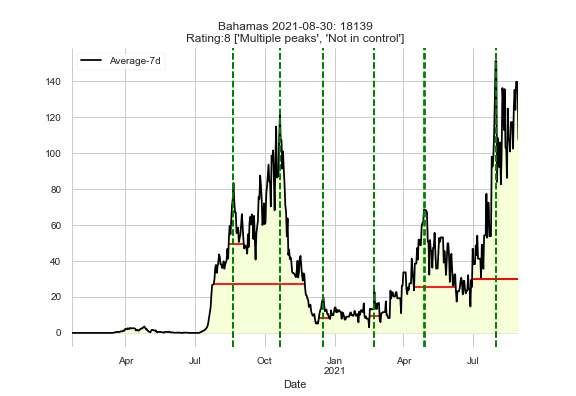 Bahamas 2021-08-30: 18139
Rating:8 ['Multiple peaks', 'Not in control']
Average-7d
140
120
100
80
60
40
20
0
Apr
Jul
Oct
Jan
2021
Apr
Jul
Date